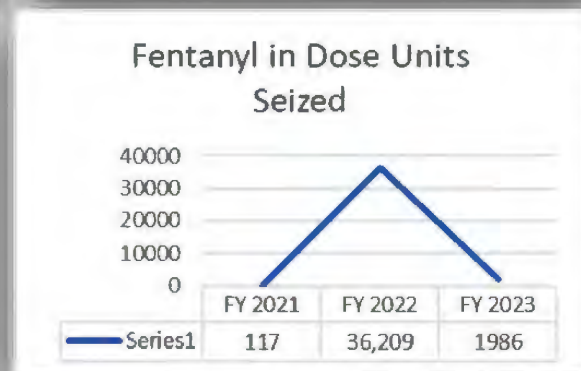 Fentanyl in Dose Units
Seized
40000
30000
20000
10000
0
FY 2021 FY 2022 FY 2023
Series1 117 36,209 1986